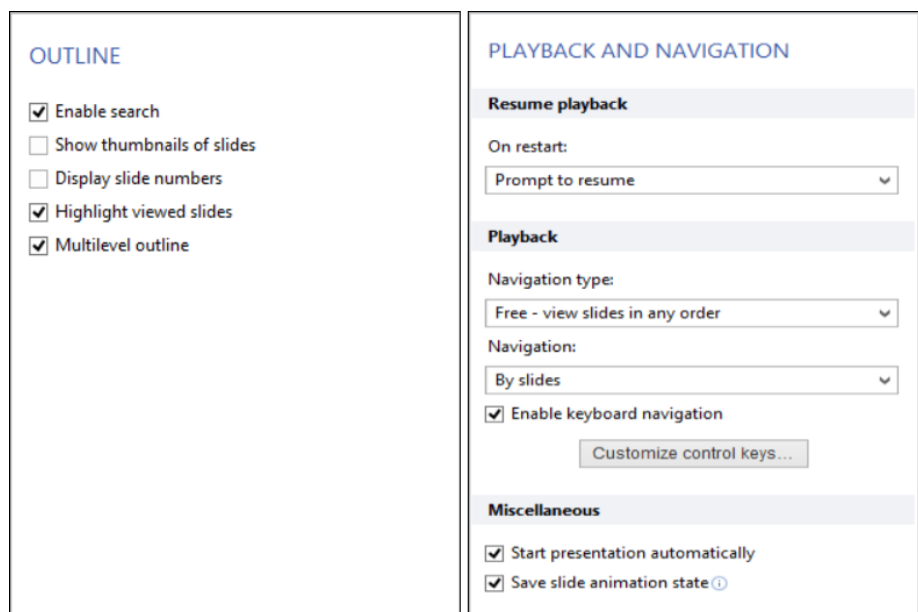 OUTLINE
Enable search
Show thumbnails of slides
Display slide numbers
Highlight viewed slides
Multilevel outline
PLAYBACK AND NAVIGATION
Resume playback
On restart:
Prompt to resume
Playback
Navigation type:
Free - view slides in any order
Navigation:
By slides
Enable keyboard navigation
Customize control keys...
Miscellaneous
Start presentation automatically
Save slide animation state